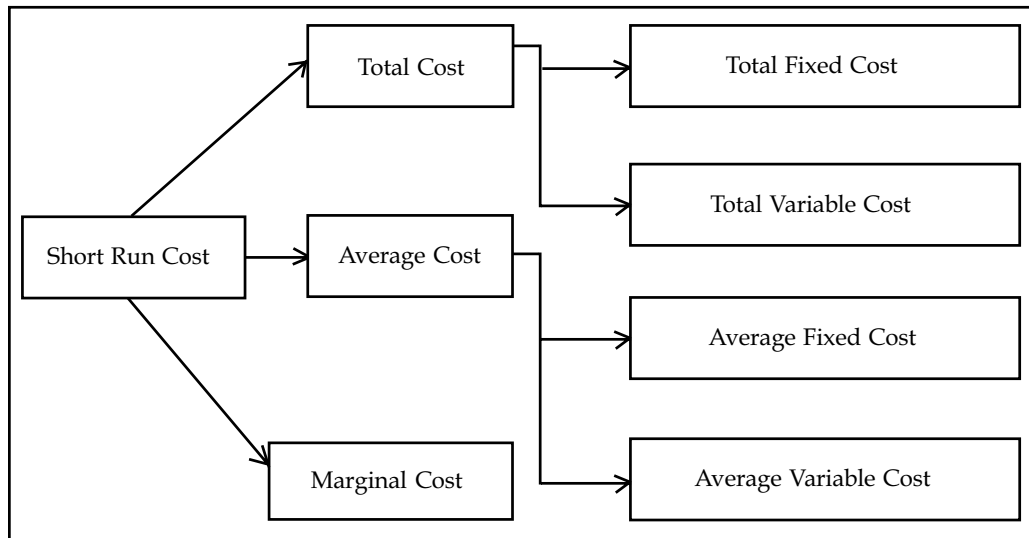 Total Cost
Total Fixed Cost
Total Variable Cost
Short Run Cost
Average Cost
Average Fixed Cost
Marginal Cost
Average Variable Cost